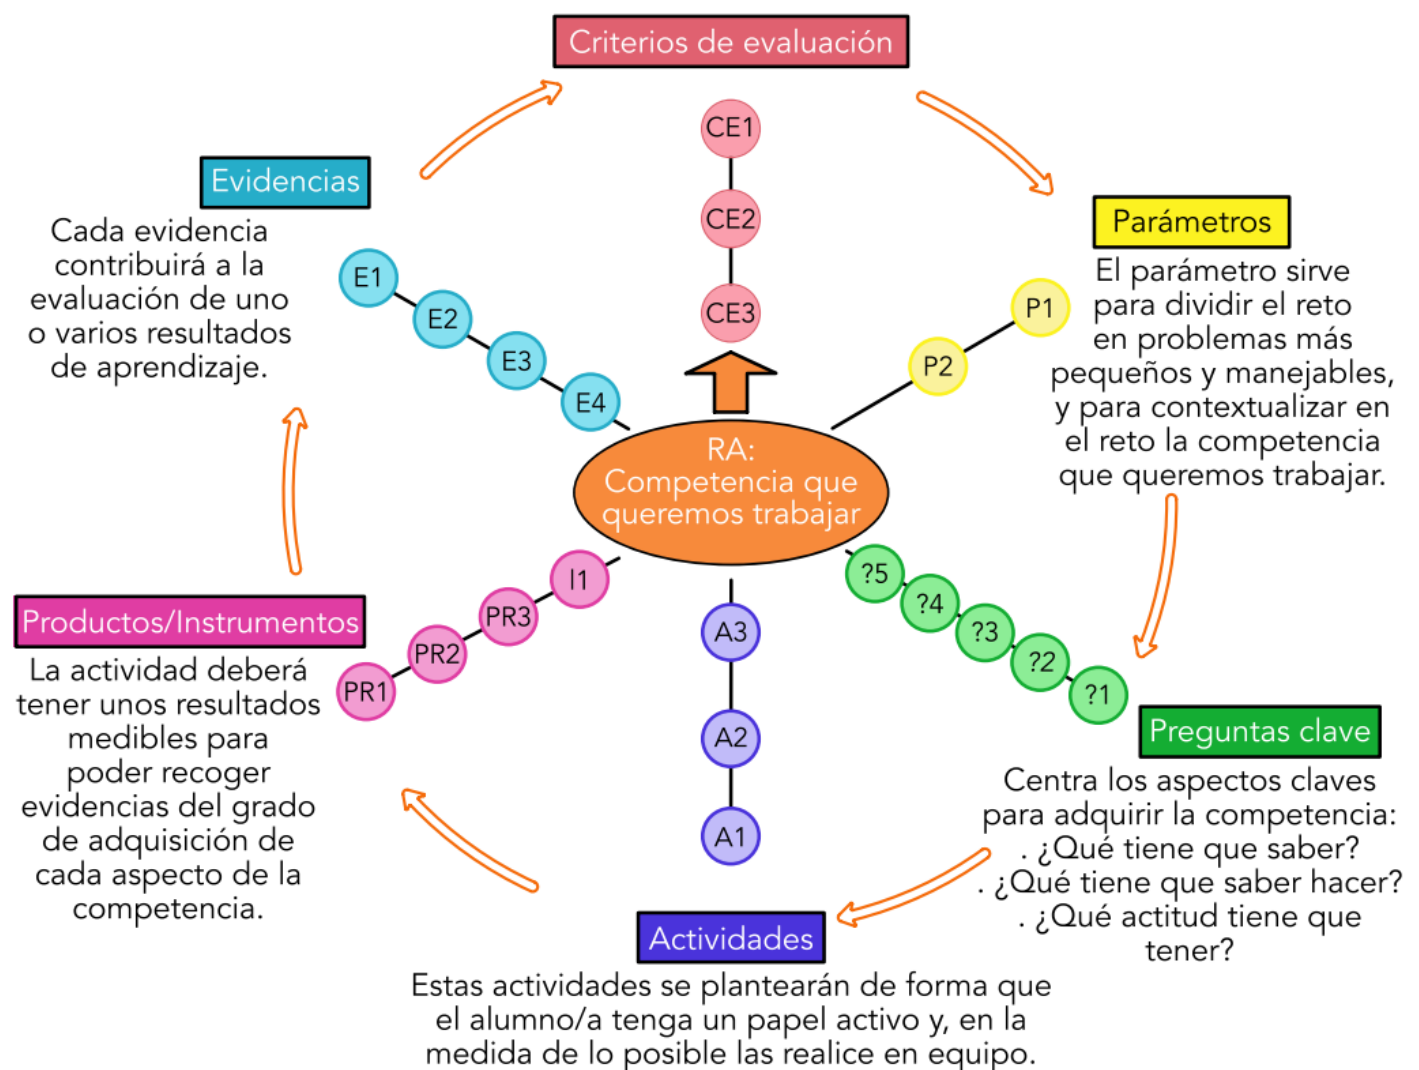 Criterios de evaluación
CE1
CE2
CE3
Parámetros
El parámetro sirve
para dividir el reto
en problemas más
pequeños y manejables,
y para contextualizar en
el reto la competencia
que queremos trabajar.
P1
P2
Preguntas clave
Centra los aspectos claves
para adquirir la competencia:
. ¿Qué tiene que saber?
. ¿Qué tiene que saber hacer?
. ¿Qué actitud tiene que
tener?
?5
?4
?3
?2
?1
Actividades
Estas actividades se plantearán de forma que
el alumno/a tenga un papel activo y, en la
medida de lo posible las realice en equipo.
A3
A2
A1
Productos/Instrumentos
La actividad deberá
tener unos resultados
medibles para
poder recoger
evidencias del grado
de adquisición de
cada aspecto de la
competencia.
PR1
PR2
PR3
I1
Evidencias
Cada evidencia
contribuirá a la
evaluación de uno
o varios resultados
de aprendizaje.
E1
E2
E3
E4
RA:
Competencia que
queremos trabajar